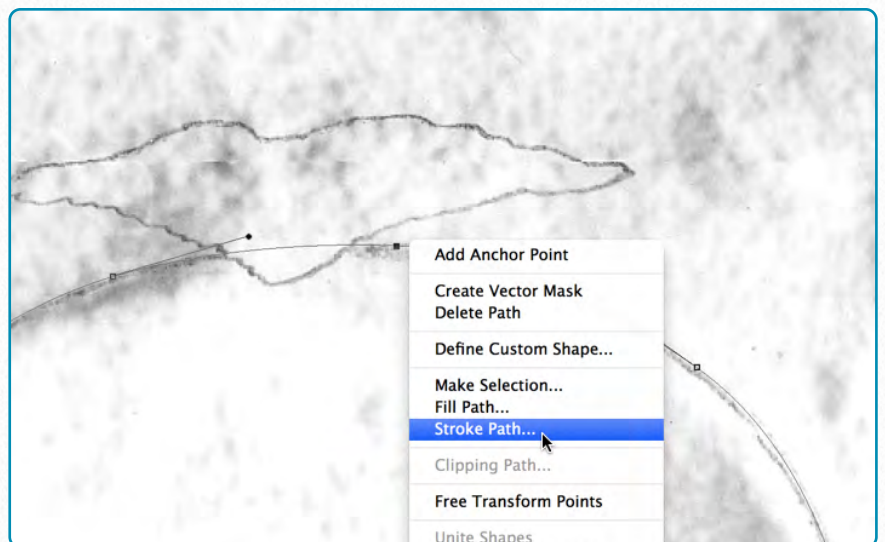 Add Anchor Point
Create Vector Mask
Delete Path
Define Custom Shape...
Make Selection...
Fill Path...
Stroke Path...
Clipping Path...
Free Transform Points
Unite Shapes